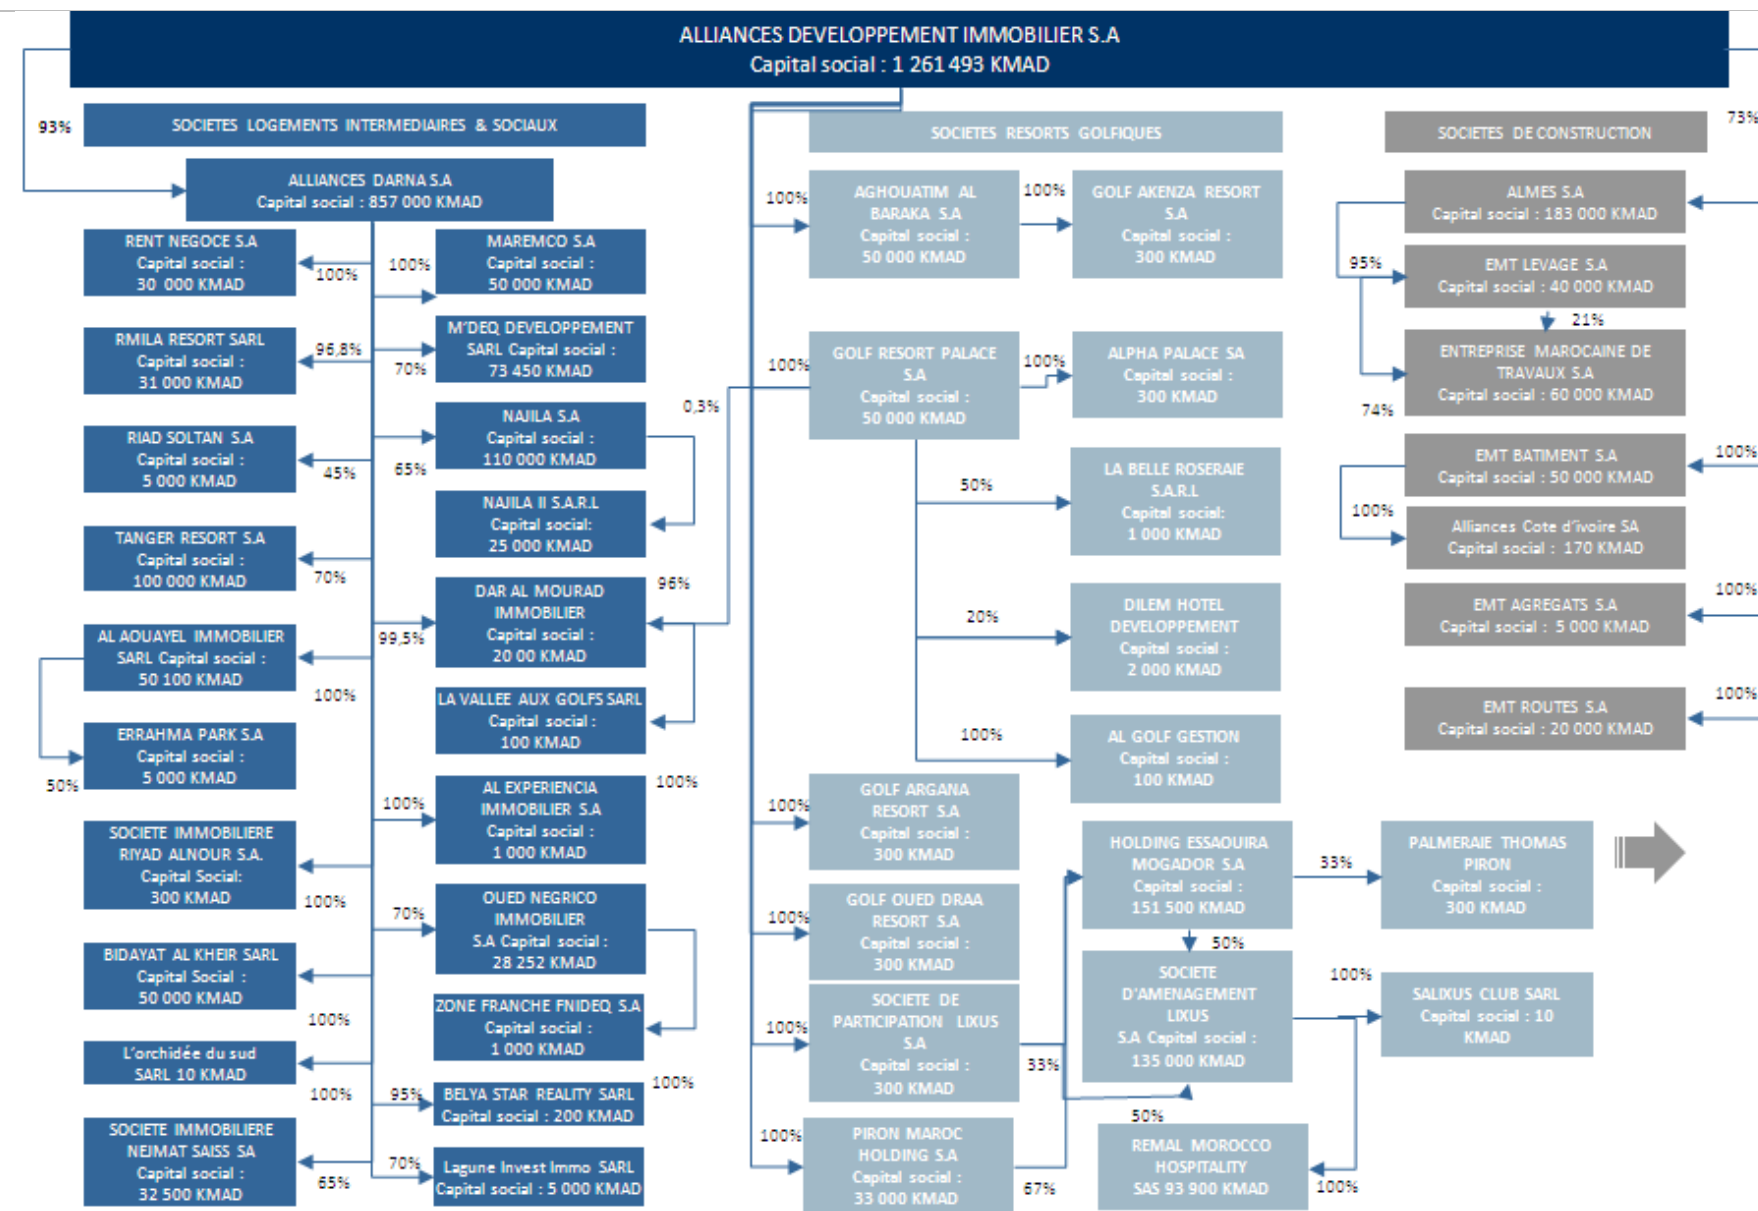 ALLIANCES DEVELOPPEMENT IMMOBILIER S.A
Capital social : 1 261 493 KMAD
93%
73%
SOCIETES LOGEMENTS INTERMEDIAIRES & SOCIAUX
ALLIANCES DARNA S.A
Capital social : 857 000 KMAD
RENT NEGOCE S.A
Capital social :
30 000 KMAD
100%
100%
MAREMCO S.A
Capital social :
50 000 KMAD
RMILA RESORT SARL
Capital social :
31 000 KMAD
96,8%
70%
M'DEQ DEVELOPPEMENT
SARL Capital social :
73 450 KMAD
RIAD SOLTAN S.A
Capital social :
5 000 KMAD
45%
65%
NAJILA S.A
Capital social :
110 000 KMAD
NAJILA II S.A.R.L
Capital social:
25 000 KMAD
96%
TANGER RESORT S.A
Capital social :
100 000 KMAD
70%
99,5%
DAR AL MOURAD
IMMOBILIER
Capital social :
20 00 KMAD
0,3%
AL AOUAYEL IMMOBILIER
SARL Capital social :
50 100 KMAD
100%
LA VALLEE AUX GOLFS SARL
Capital social :
100 KMAD
100%
ERRAHMA PARK S.A
Capital social :
5 000 KMAD
50%
100%
AL EXPERIENCIA
IMMOBILIER S.A
Capital social :
1 000 KMAD
SOCIETE IMMOBILIERE
RIYAD ALNOUR S.A.
Capital Social:
300 KMAD
100%
70%
OUED NEGRICO
IMMOBILIER
S.A Capital social :
28 252 KMAD
BIDAYAT AL KHEIR SARL
Capital Social :
50 000 KMAD
100%
ZONE FRANCHE FNIDEQ S.A
Capital social :
1 000 KMAD
100%
L'orchidée du sud
SARL 10 KMAD
100%
95%
BELYA STAR REALITY SARL
Capital social : 200 KMAD
SOCIETE IMMOBILIERE
NEJMAT SAISS SA
Capital social :
32 500 KMAD
65%
70%
Lagune Invest Immo SARL
Capital social : 5 000 KMAD
SOCIETES RESORTS GOLFIQUES
100%
AGHOUATIM AL
BARAKA S.A
Capital social :
50 000 KMAD
100%
GOLF AKENZA RESORT
S.A
Capital social :
300 KMAD
100%
GOLF RESORT PALACE
S.A
Capital social :
50 000 KMAD
100%
ALPHA PALACE SA
Capital social :
300 KMAD
50%
LA BELLE ROSERAIE
S.A.R.L
Capital social:
1 000 KMAD
20%
DILEM HOTEL
DEVELOPPEMENT
Capital social :
2 000 KMAD
100%
AL GOLF GESTION
Capital social :
100 KMAD
100%
GOLF ARGANA
RESORT S.A
Capital social :
300 KMAD
100%
GOLF OUED DRAA
RESORT S.A
Capital social :
300 KMAD
100%
SOCIETE DE
PARTICIPATION LIXUS
S.A
Capital social :
300 KMAD
33%
100%
PIRON MAROC
HOLDING S.A
Capital social :
33 000 KMAD
67%
HOLDING ESSAOUIRA
MOGADOR S.A
Capital social :
151 500 KMAD
33%
PALMERAIE THOMAS
PIRON
Capital social :
300 KMAD
50%
SOCIETE
D'AMENAGEMENT
LIXUS
S.A Capital social :
135 000 KMAD
50%
100%
SALIXUS CLUB SARL
Capital social : 10
KMAD
REMAL MOROCCO
HOSPITALITY
SAS 93 900 KMAD
100%
SOCIETES DE CONSTRUCTION
ALMES S.A
Capital social : 183 000 KMAD
95%
EMT LEVAGE S.A
Capital social : 40 000 KMAD
21%
ENTREPRISE MAROCAINE DE
TRAVAUX S.A
Capital social : 60 000 KMAD
74%
EMT BATIMENT S.A
Capital social : 50 000 KMAD
100%
100%
Alliances Cote d'ivoire SA
Capital social : 170 KMAD
EMT AGREGATS S.A
Capital social : 5 000 KMAD
100%
EMT ROUTES S.A
Capital social : 20 000 KMAD
100%